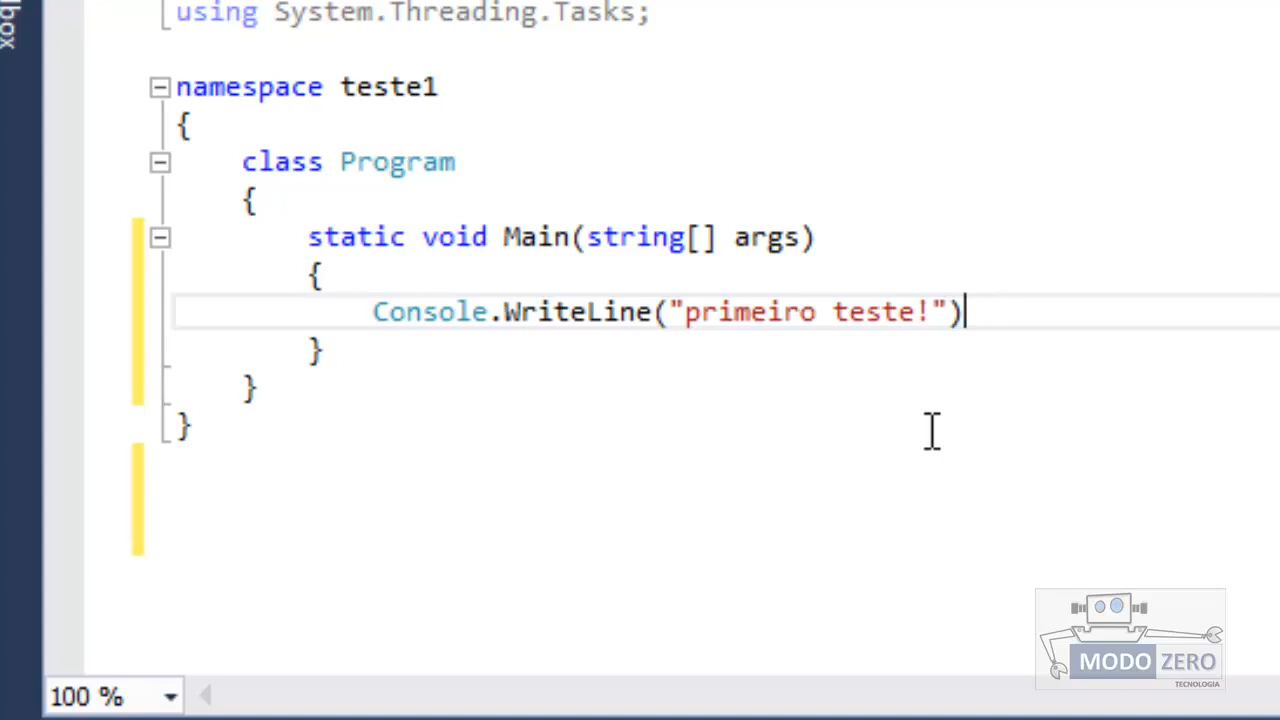 lbox
using System.Threading.Tasks;
namespace teste1
{
class Program
{
static void Main(string[] args)
{
Console.WriteLine("primeiro teste!")
}
}
}
MODO ZERO
TECNOLOGIA
100 %